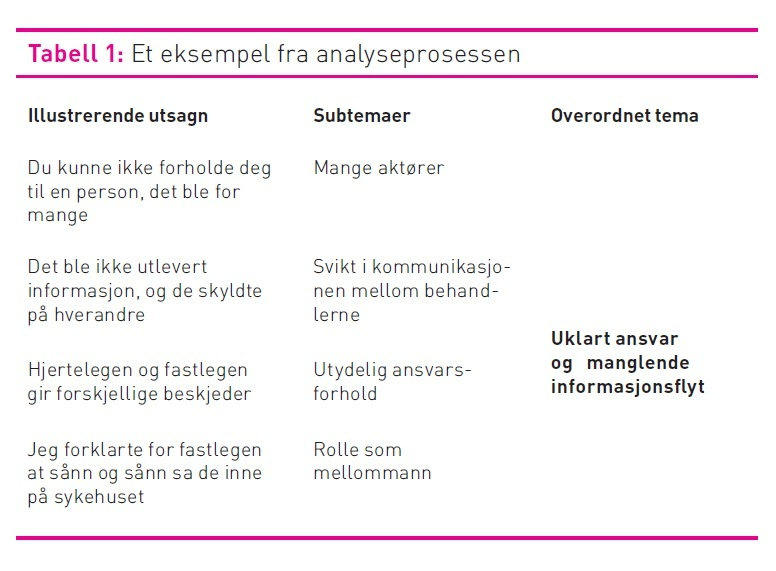 Tabell 1: Et eksempel fra analyseprosessen
Illustrerende utsagn Subtemaer Overordnet tema
Du kunne ikke forholde deg
til en person, det ble for
mange
Mange aktører
Det ble ikke utlevert
informasjon, og de skyldte
på hverandre
Svikt i kommunikasjo-
nen mellom behand-
lerne
Hjertelegen og fastlegen
gir forskjellige beskjeder
Utydelig ansvars-
forhold
Jeg forklarte for fastlegen
at sånn og sånn sa de inne
på sykehuset
Rolle som
mellommann
Uklart ansvar
og manglende
informasjonsflyt